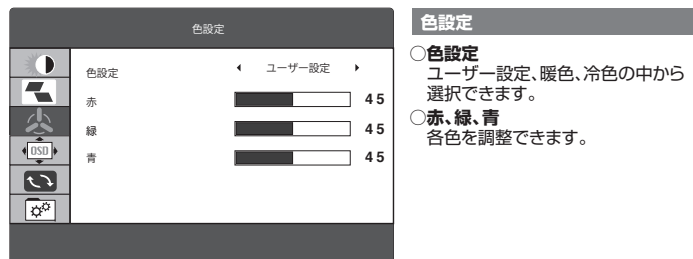 色設定
色設定 ユーザー設定
赤 45
緑 45
青 45
OSD
色設定
○色設定
ユーザー設定、暖色、冷色の中から
選択できます。
○赤、緑、青
各色を調整できます。